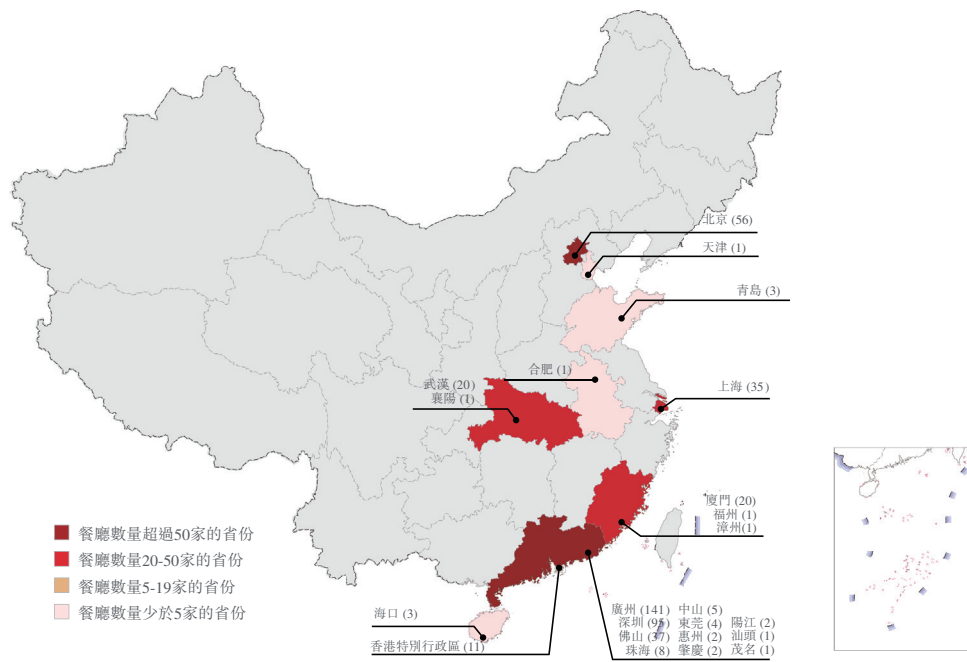 北京 (56)
天津 (1)
青島 (3)
合肥 (1)
武漢 (20)
襄陽 (1)
上海 (35)
廈門 (20)
福州 (1)
漳州(1)
餐廳數量超過50家的省份
餐廳數量20-50家的省份
餐廳數量5-19家的省份
餐廳數量少於5家的省份
海口 (3)
香港特別行政區 (11)
廣州 (141) 中山 (5)
深圳 (95) 東莞 (4) 陽江 (2)
佛山 (37) 惠州 (2) 汕頭 (1)
珠海 (8) 肇慶 (2) 茂名 (1)